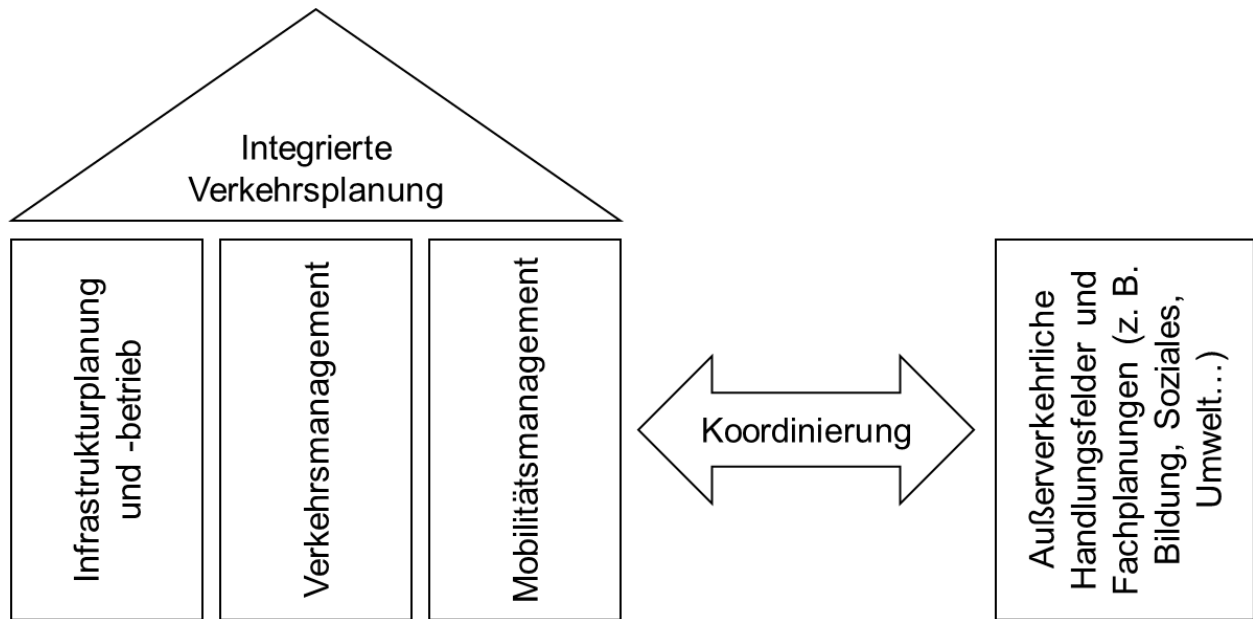 Integrierte
Verkehrsplanung
Infrastrukturplanung
und -betrieb
Verkehrsmanagement
Mobilitätsmanagement
Koordinierung
Außerverkehrliche
Handlungsfelder und
Fachplanungen (z. B.
Bildung, Soziales,
Umwelt...)